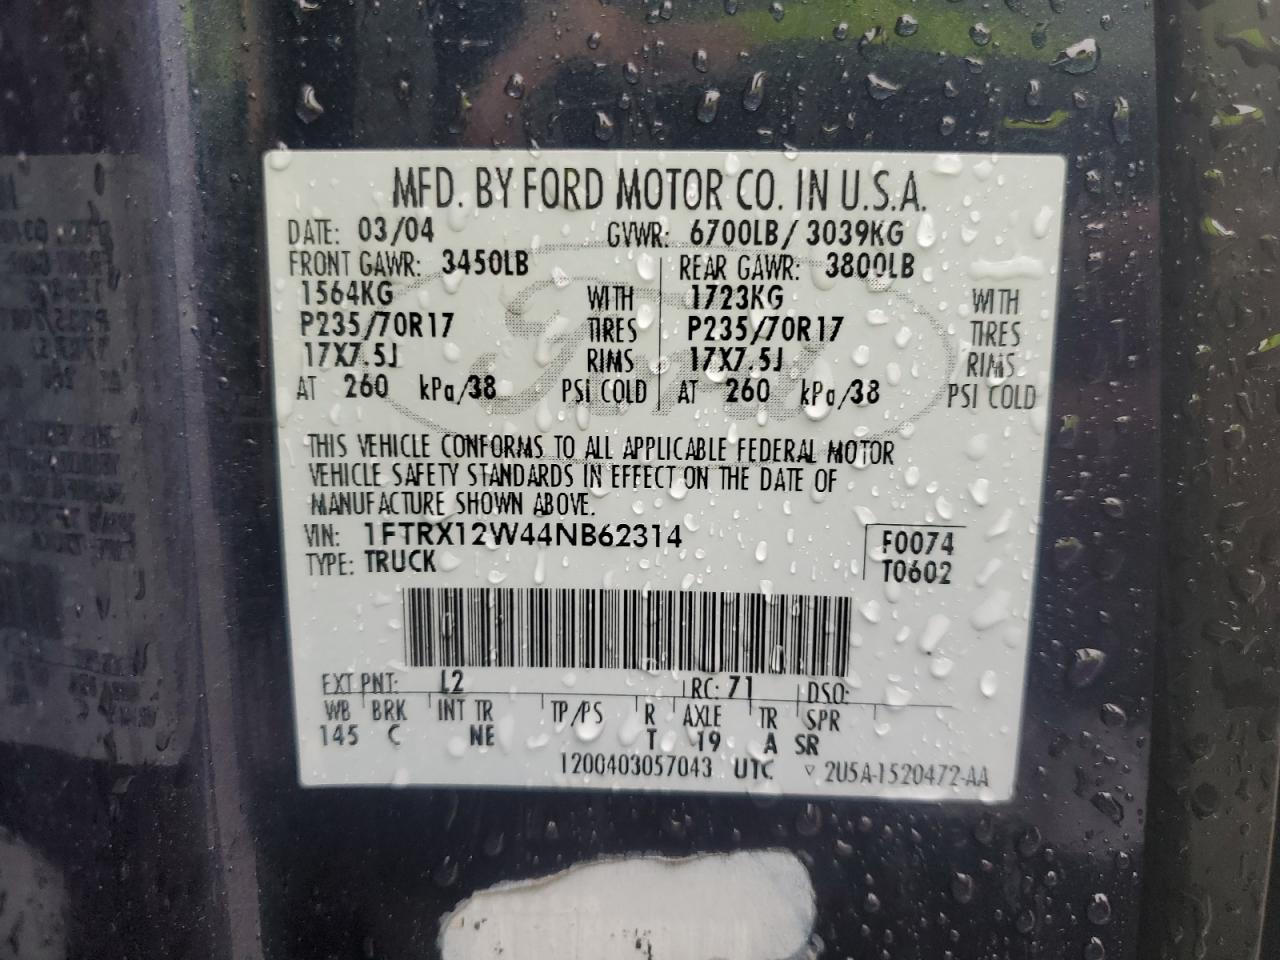 MFD. BY FORD MOTOR CO. IN U.S.A.
DATE: 03/04 GVWR: 6700LB/ 3039KG
FRONT GAWR: 3450LB REAR GAWR: 3800LB
1564KG WITH 1723KG WITH
P235/70R17 TIRES P235/70R17 TIRES
17X7.5J RIMS 17X7.5J RIMS
AT 260 kPa/38 PSI COLD AT 260 kPa/38 PSI COLD
THIS VEHICLE CONFORMS TO ALL APPLICABLE FEDERAL MOTOR
VEHICLE SAFETY STANDARDS IN EFFECT ON THE DATE OF
MANUFACTURE SHOWN ABOVE.
VIN: 1FTRX12W44NB62314 F0074
TYPE: TRUCK T0602
EXT PNT: L2 RC: 71 DSO:
WB BRK INT TR TP/PS R AXLE TR SPR
145 C NE T 19 A SR
1200403057043 UTC ▽ 2U5A-1520472-AA